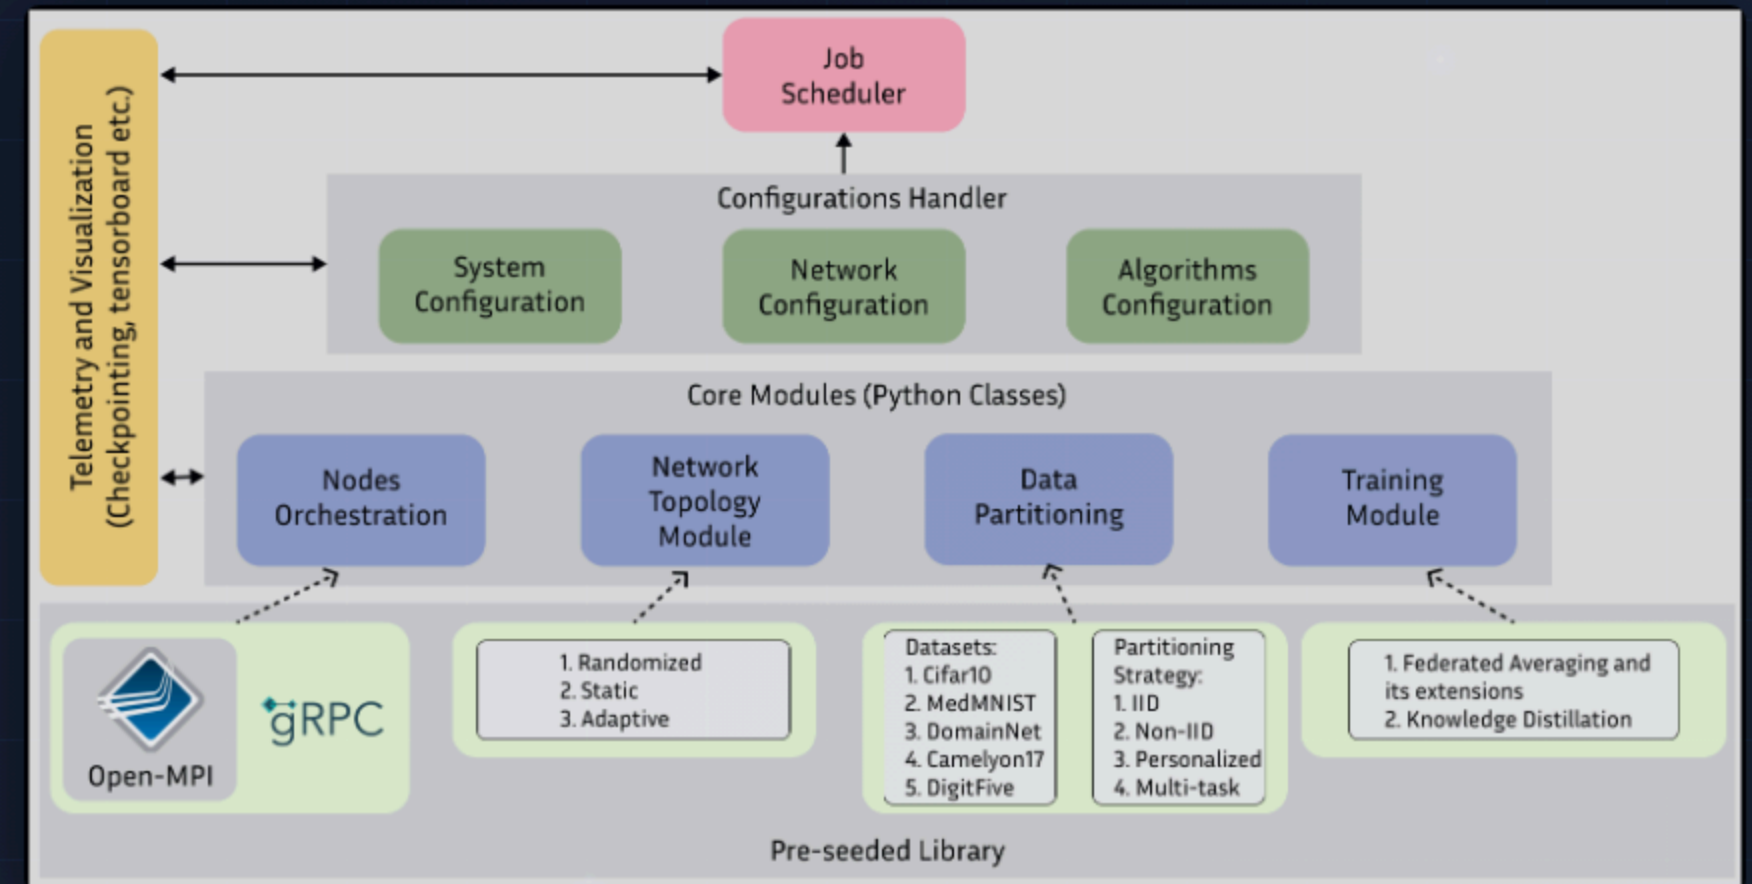 Job
Scheduler
Telemetry and Visualization
(Checkpointing, tensorboard etc.)
Configurations Handler
System
Configuration
Network
Configuration
Algorithms
Configuration
Core Modules (Python Classes)
Nodes
Orchestration
Network
Topology
Module
Data
Partitioning
Training
Module
Open-MPI
gRPC
1. Randomized
2. Static
3. Adaptive
Datasets:
1. Cifar10
2. MedMNIST
3. DomainNet
4. Camelyon17
5. DigitFive
Partitioning
Strategy:
1. IID
2. Non-IID
3. Personalized
4. Multi-task
1. Federated Averaging and
its extensions
2. Knowledge Distillation
Pre-seeded Library